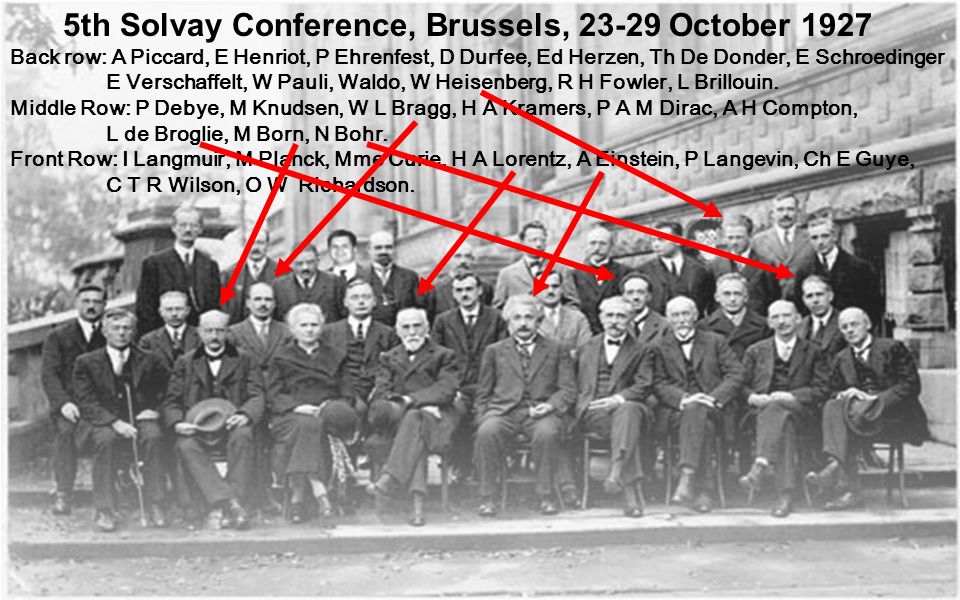 5th Solvay Conference, Brussels, 23-29 October 1927
Back row: A Piccard, E Henriot, P Ehrenfest, D Durfee, Ed Herzen, Th De Donder, E Schroedinger
E Verschaffelt, W Pauli, Waldo, W Heisenberg, R H Fowler, L Brillouin.
Middle Row: P Debye, M Knudsen, W L Bragg, H A Kramers, P A M Dirac, A H Compton,
L de Broglie, M Born, N Bohr.
Front Row: I Langmuir, M Planck, Mme Curie, H A Lorentz, A Einstein, P Langevin, Ch E Guye,
C T R Wilson, O W Richardson.